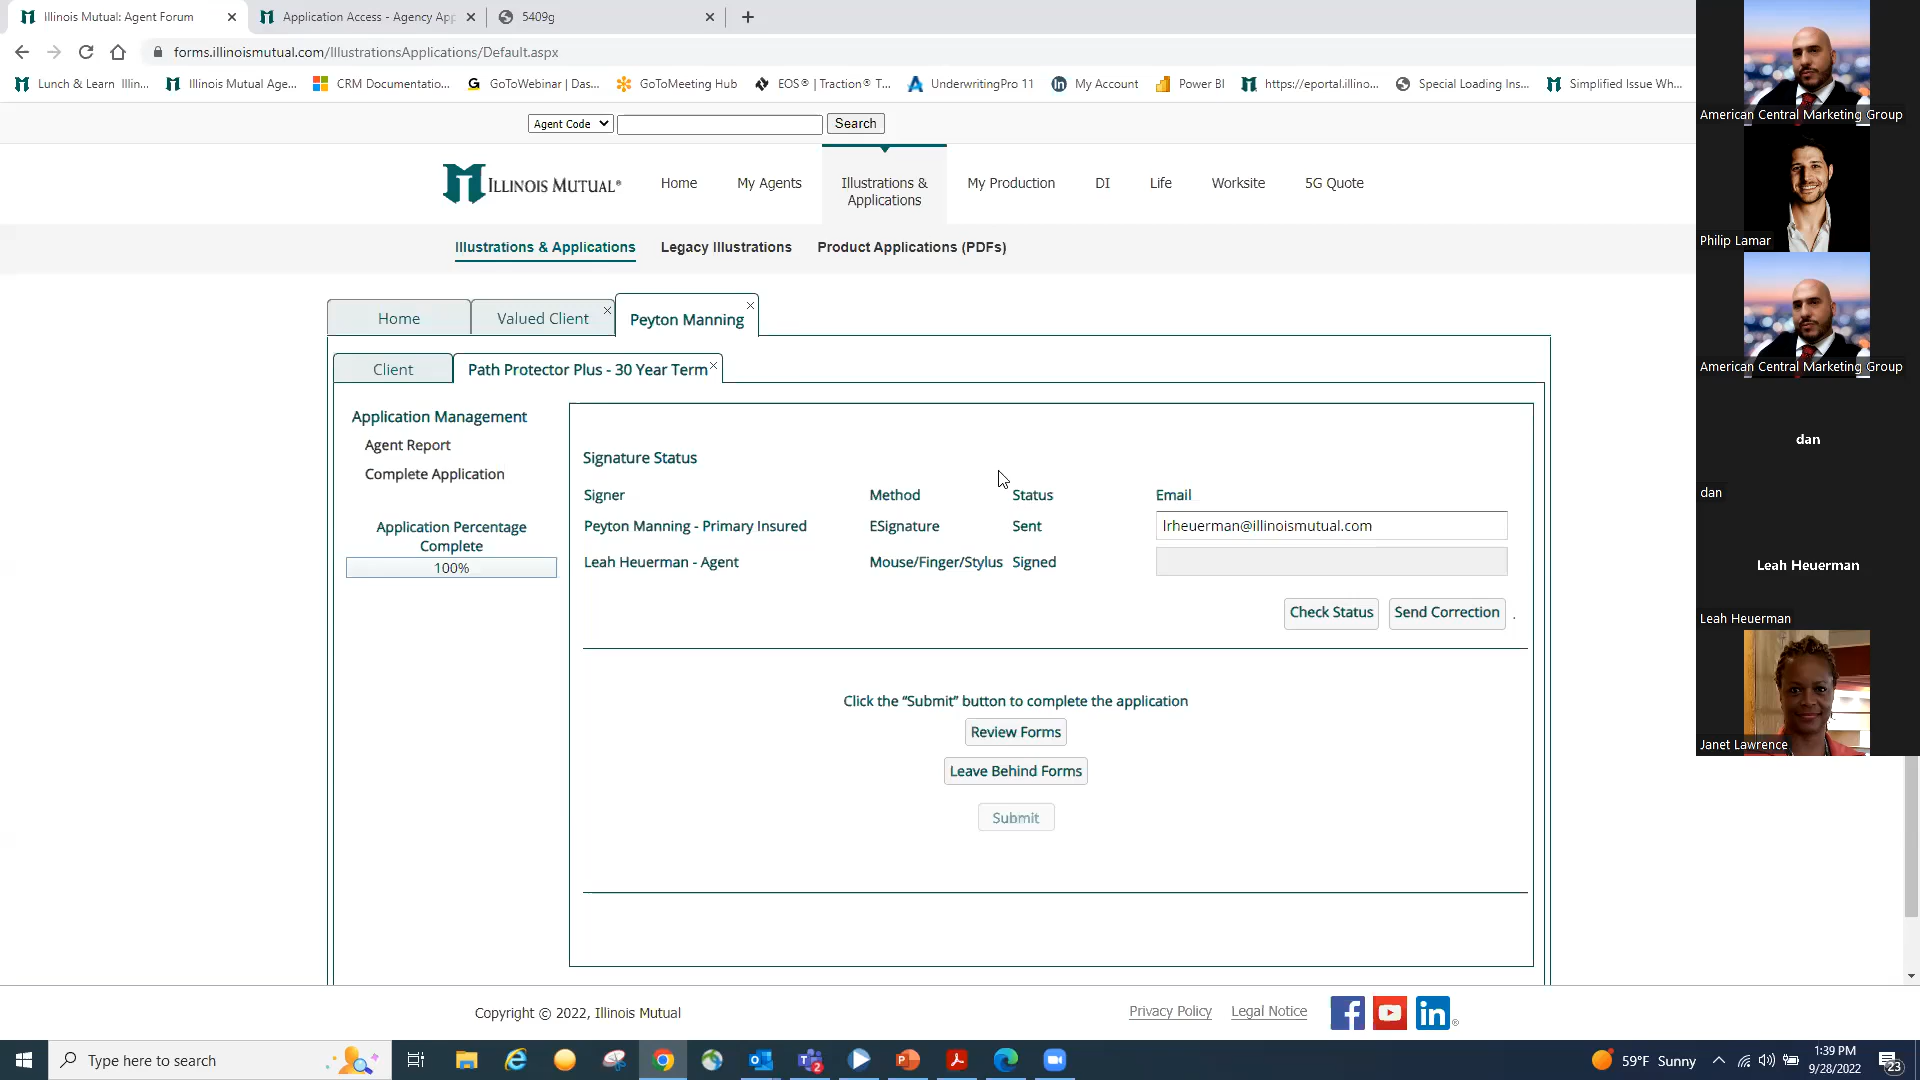 Illinois Mutual: Agent Forum
Application Access - Agency App
5409g
forms.illinoismutual.com/IllustrationsApplications/Default.aspx
Lunch & Learn Illin...
Illinois Mutual Age...
CRM Documentatio...
GoToWebinar | Das...
GoToMeeting Hub
EOS® | Traction® T...
UnderwritingPro 11
My Account
Power BI
https://eportal.illino...
Special Loading Ins...
Simplified Issue Wh...
Agent Code
Search
ILLINOIS MUTUAL®
Home
My Agents
Illustrations &
Applications
My Production
DI
Life
Worksite
5G Quote
Illustrations & Applications
Legacy Illustrations
Product Applications (PDFs)
Home
Valued Client
Peyton Manning
Client
Path Protector Plus - 30 Year Term
Application Management
Agent Report
Complete Application
Application Percentage
Complete
100%
Signature Status
Signer Method Status Email
Peyton Manning - Primary Insured ESignature Sent lrheuerman@illinoismutual.com
Leah Heuerman - Agent Mouse/Finger/Stylus Signed
Check Status
Send Correction
.
Click the “Submit” button to complete the application
Review Forms
Leave Behind Forms
Submit
Copyright © 2022, Illinois Mutual
Privacy Policy
Legal Notice
American Central Marketing Group
Philip Lamar
American Central Marketing Group
dan
dan
Leah Heuerman
Leah Heuerman
Janet Lawrence
Type here to search
59°F Sunny
1:39 PM
9/28/2022
23
2